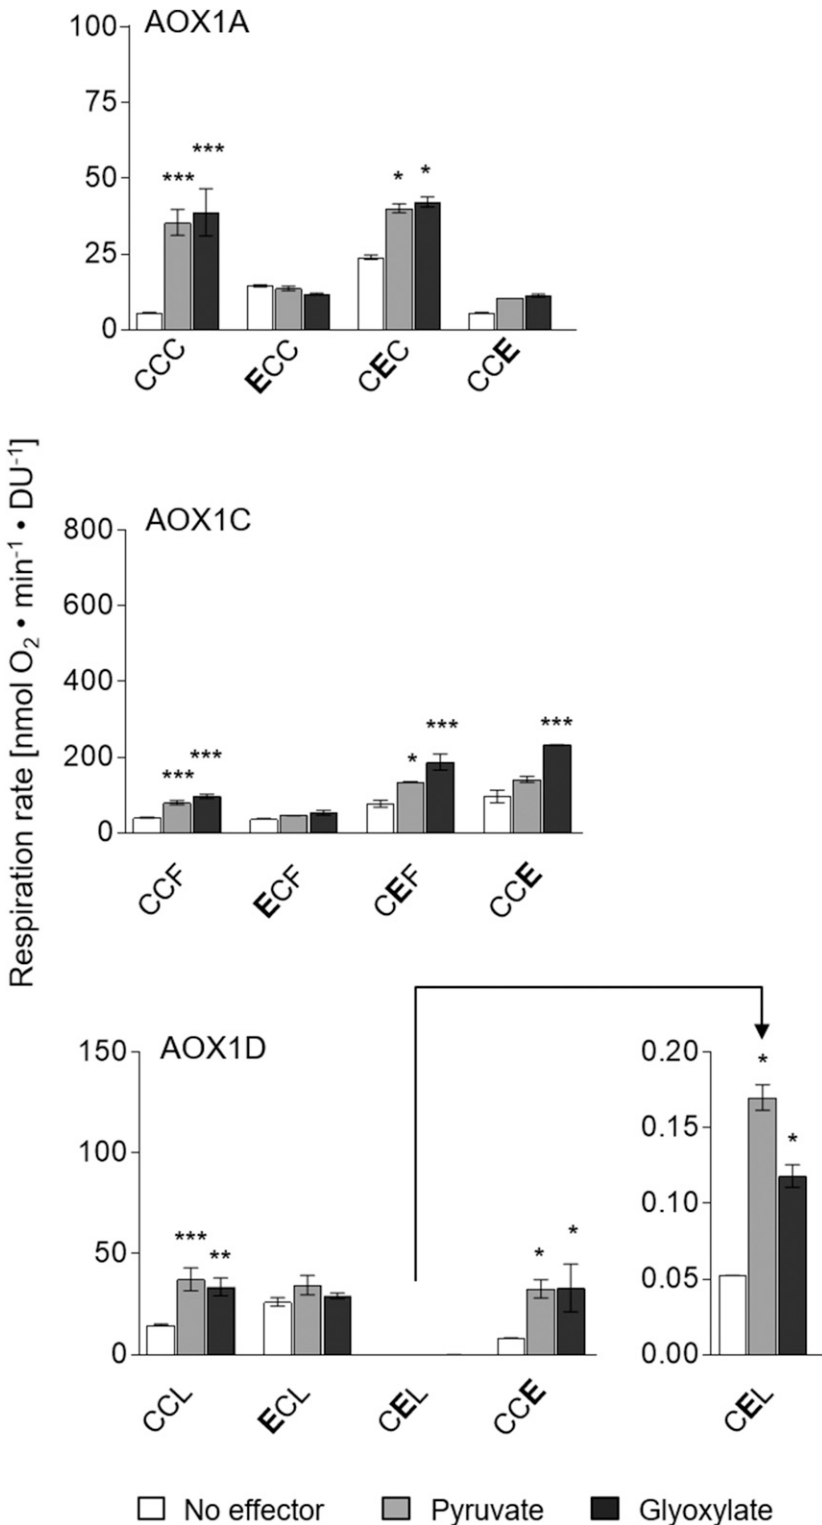 Respiration rate [nmol O₂ • min⁻¹ • DU⁻¹]
AOX1A
100
75
50
25
0
*** *** * *
CCC ECC CEC CCE
AOX1C
800
600
400
200
0
*** *** * *** ***
CCF ECF CEF CCE
AOX1D
150
100
50
0
*** ** * *
CCL ECL CEL CCE
0.20
0.15
0.10
0.05
0.00
* *
CEL
No effector Pyruvate Glyoxylate